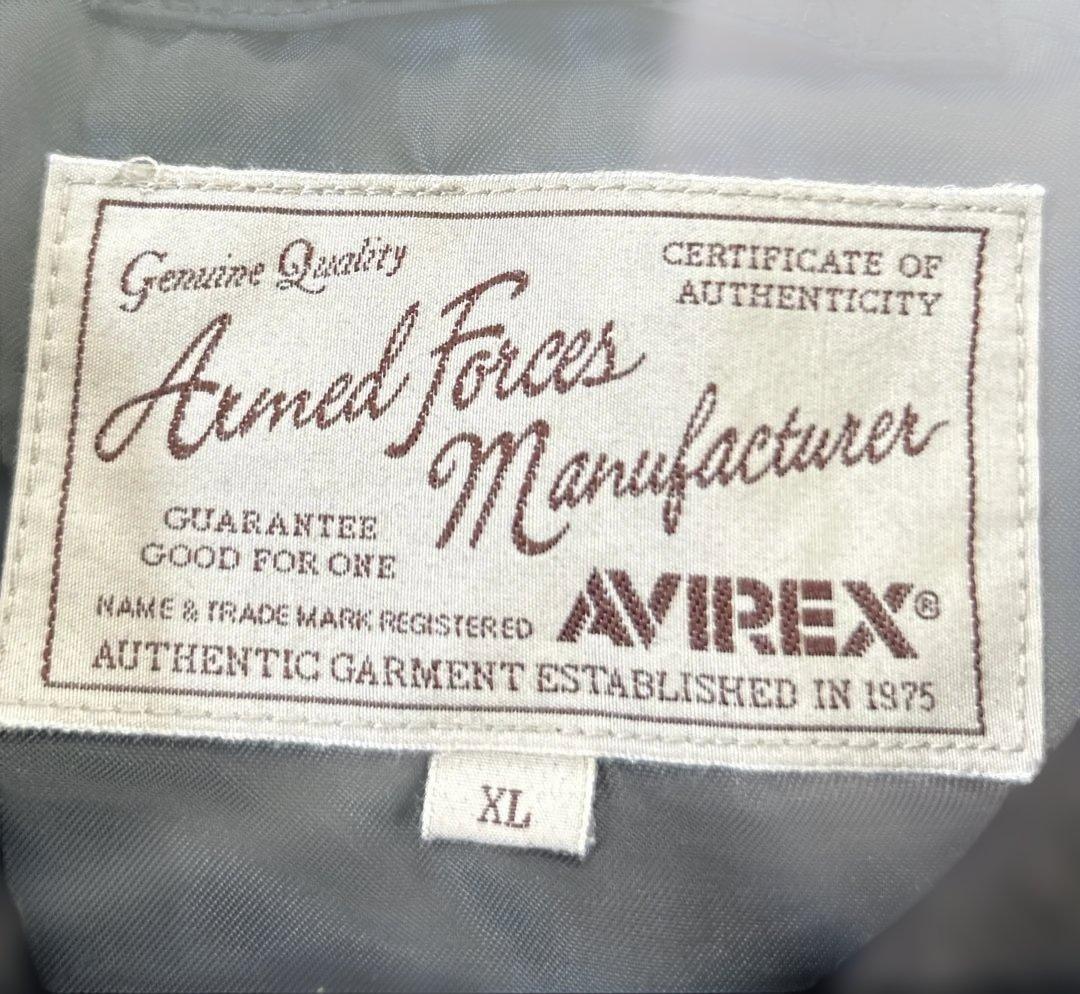 Genuine Quality
CERTIFICATE OF
AUTHENTICITY
Armed Forces
Manufacturer
GUARANTEE
GOOD FOR ONE
NAME & TRADE MARK REGISTERED
AVIREX®
AUTHENTIC GARMENT ESTABLISHED IN 1975
XL